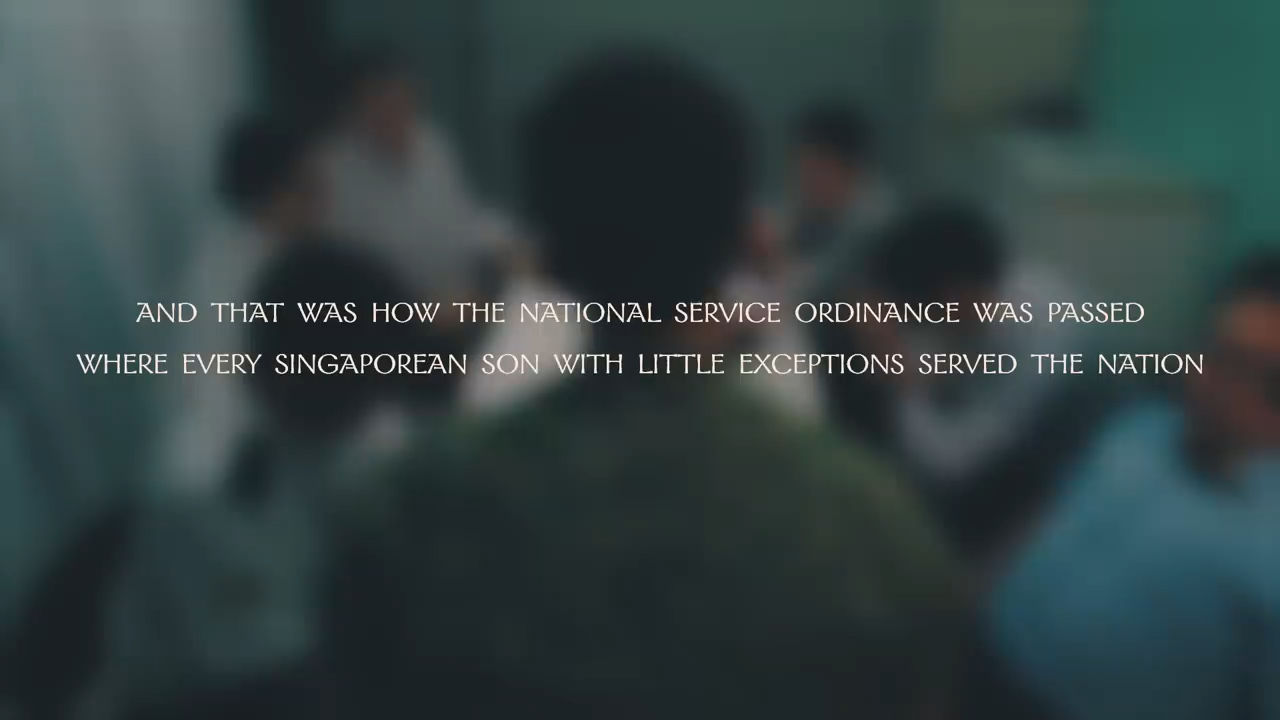 AND THAT WAS HOW THE NATIONAL SERVICE ORDINANCE WAS PASSED
WHERE EVERY SINGAPOREAN SON WITH LITTLE EXCEPTIONS SERVED THE NATION